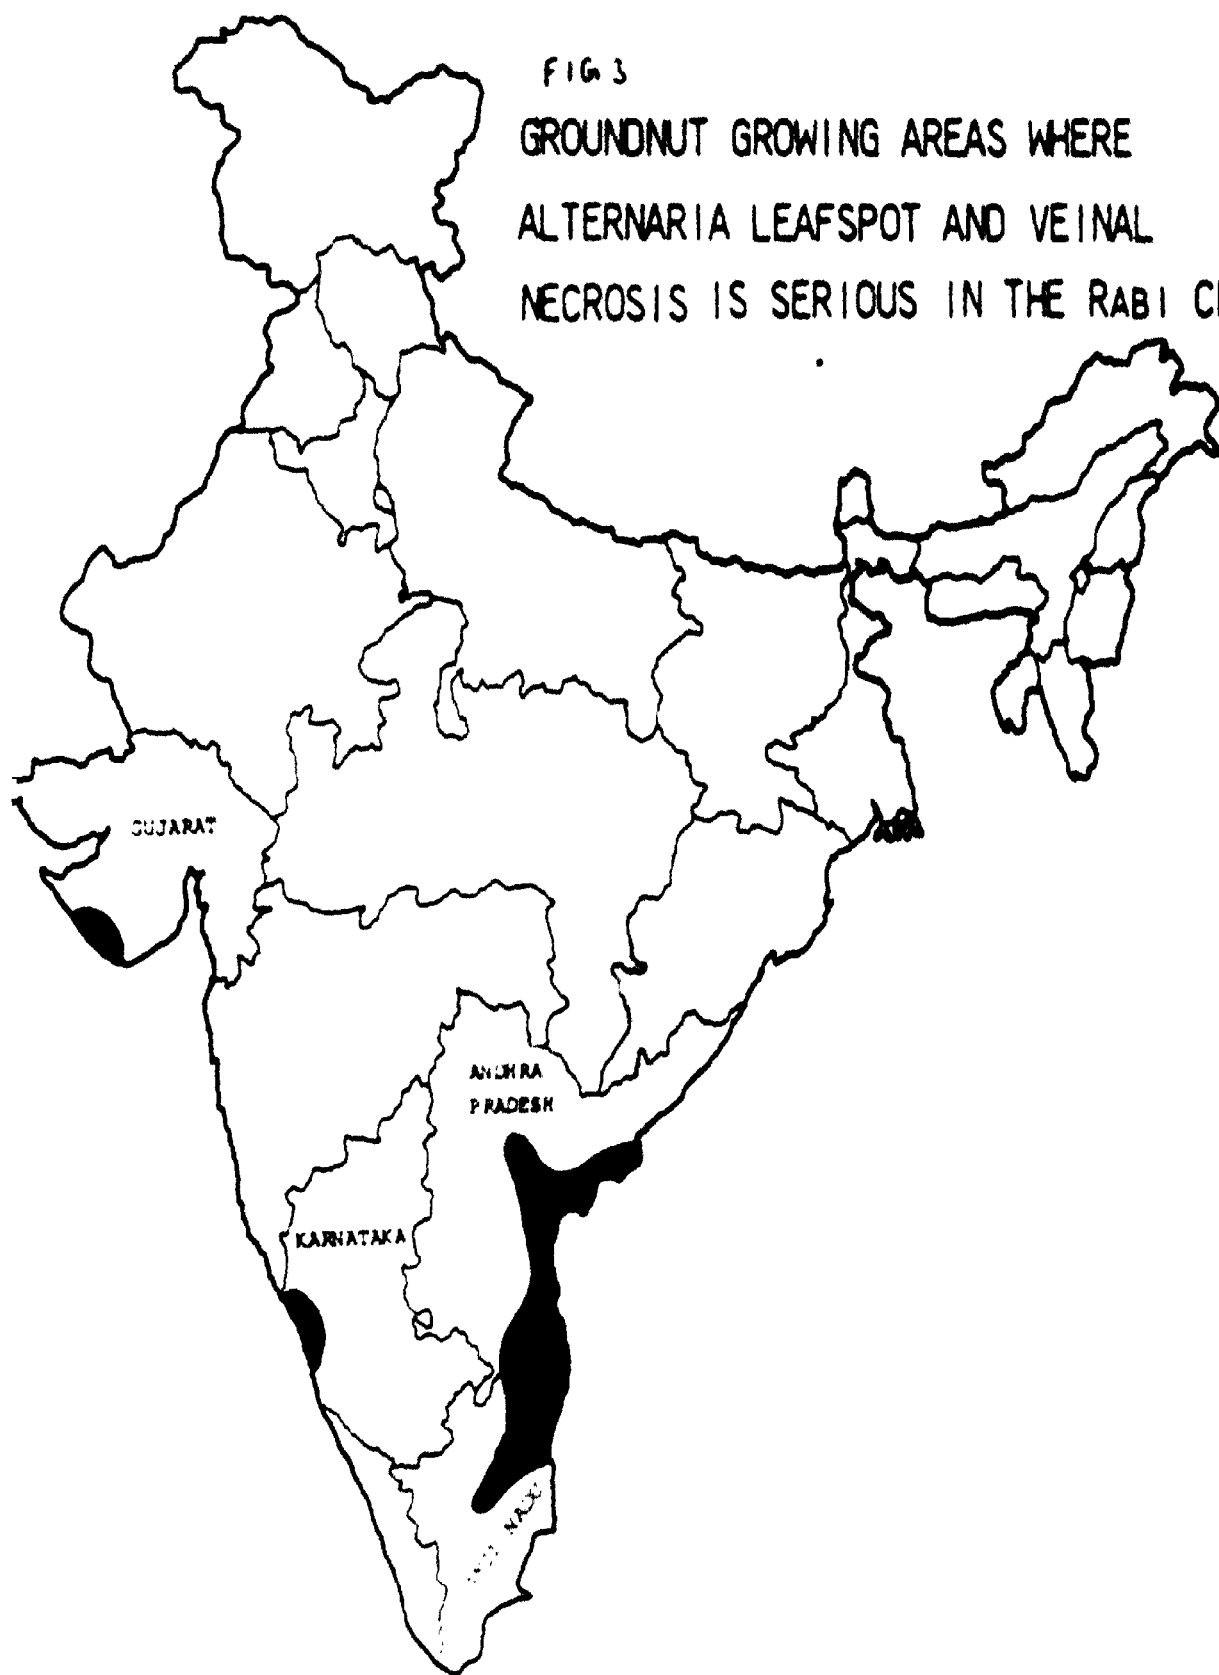 FIG 3
GROUNDNUT GROWING AREAS WHERE
ALTERNARIA LEAFSPOT AND VEINAL
NECROSIS IS SERIOUS IN THE RABI
GUJARAT
ANDHRA
PRADESH
KARNATAKA
NADU